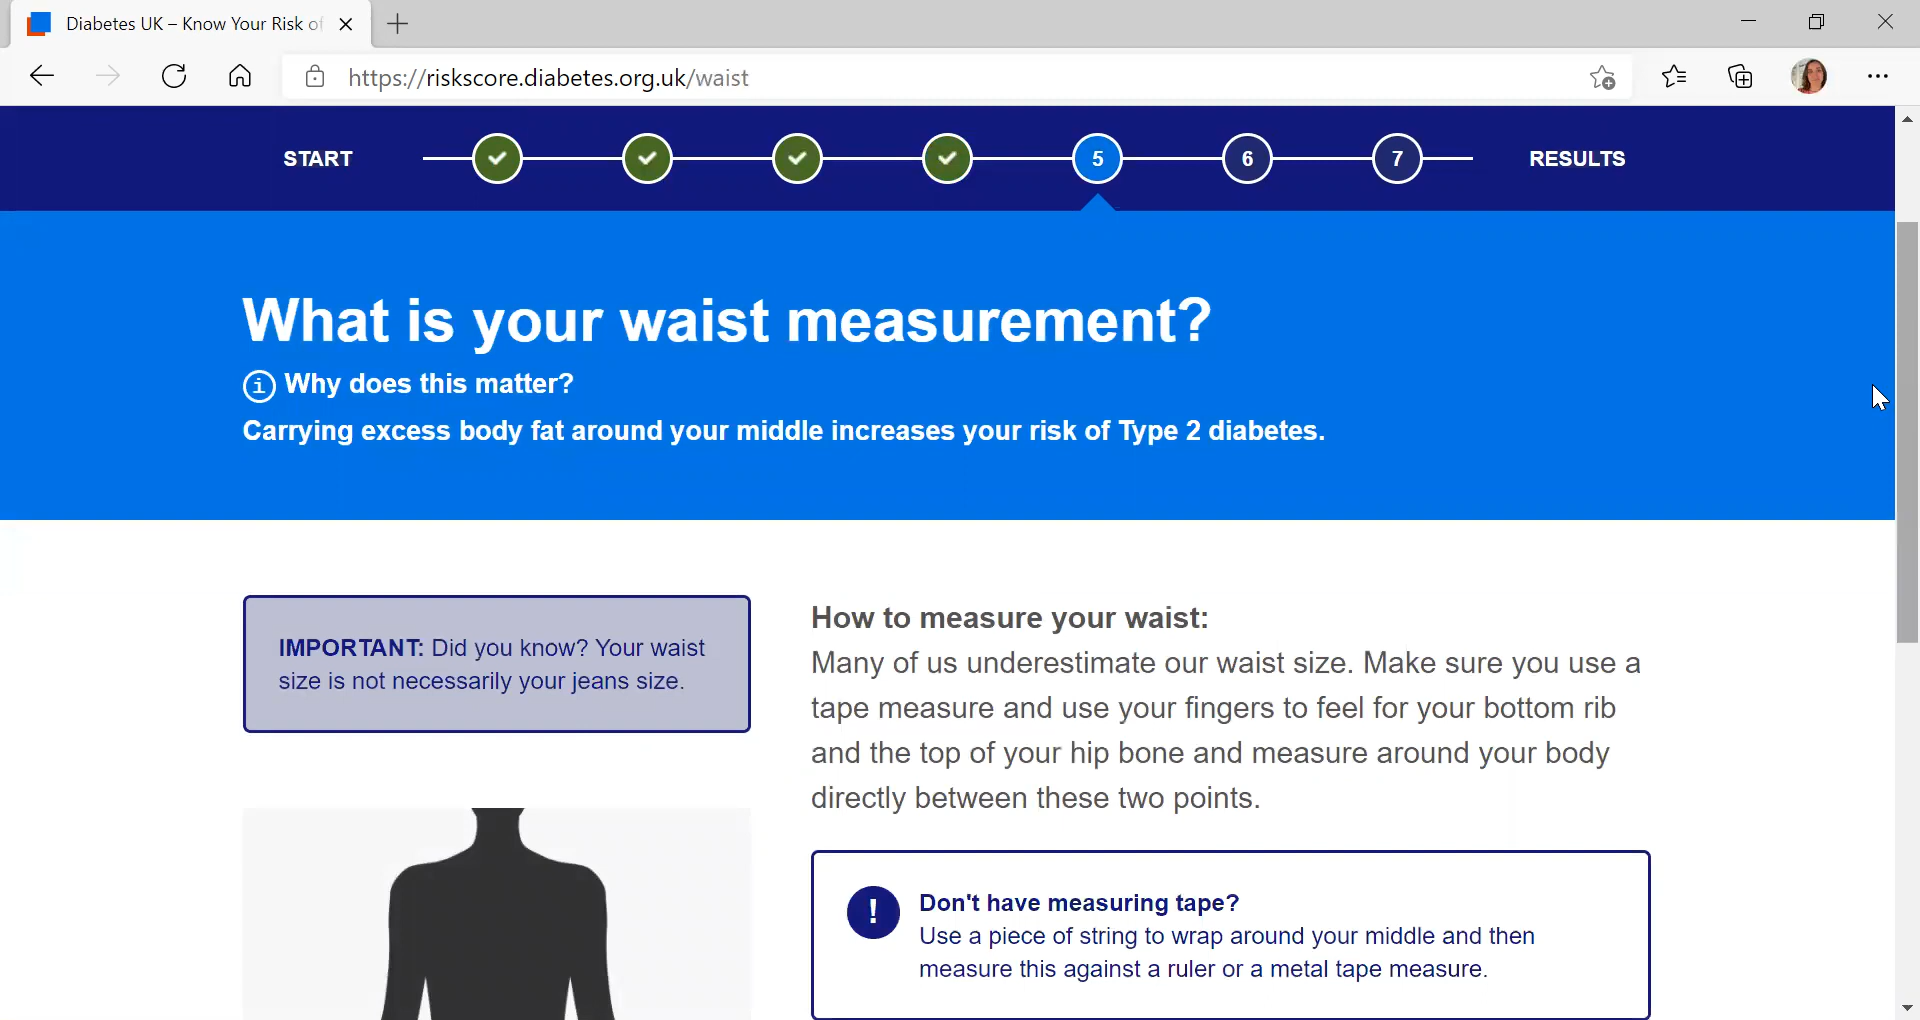 Diabetes UK – Know Your Risk of
https://riskscore.diabetes.org.uk/waist
START
5
6
7
RESULTS
What is your waist measurement?
i Why does this matter?
Carrying excess body fat around your middle increases your risk of Type 2 diabetes.
IMPORTANT: Did you know? Your waist
size is not necessarily your jeans size.
How to measure your waist:
Many of us underestimate our waist size. Make sure you use a
tape measure and use your fingers to feel for your bottom rib
and the top of your hip bone and measure around your body
directly between these two points.
!
Don't have measuring tape?
Use a piece of string to wrap around your middle and then
measure this against a ruler or a metal tape measure.